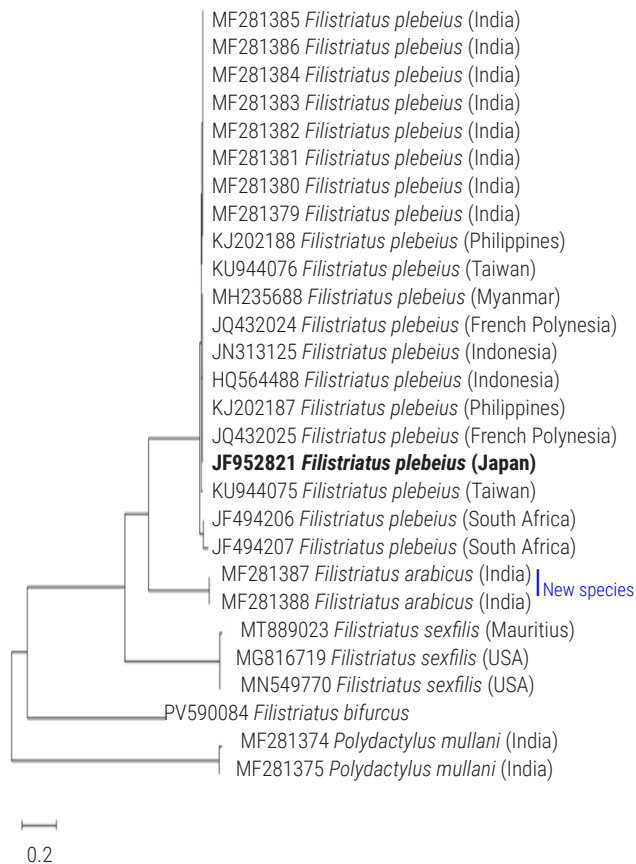 MF281385 Filistriatus plebeius (India)
MF281386 Filistriatus plebeius (India)
MF281384 Filistriatus plebeius (India)
MF281383 Filistriatus plebeius (India)
MF281382 Filistriatus plebeius (India)
MF281381 Filistriatus plebeius (India)
MF281380 Filistriatus plebeius (India)
MF281379 Filistriatus plebeius (India)
KJ202188 Filistriatus plebeius (Philippines)
KU944076 Filistriatus plebeius (Taiwan)
MH235688 Filistriatus plebeius (Myanmar)
JQ432024 Filistriatus plebeius (French Polynesia)
JN313125 Filistriatus plebeius (Indonesia)
HQ564488 Filistriatus plebeius (Indonesia)
KJ202187 Filistriatus plebeius (Philippines)
JQ432025 Filistriatus plebeius (French Polynesia)
JF952821 Filistriatus plebeius (Japan)
KU944075 Filistriatus plebeius (Taiwan)
JF494206 Filistriatus plebeius (South Africa)
JF494207 Filistriatus plebeius (South Africa)
MF281387 Filistriatus arabicus (India)
New species
MF281388 Filistriatus arabicus (India)
MT889023 Filistriatus sexfilis (Mauritius)
MG816719 Filistriatus sexfilis (USA)
MN549770 Filistriatus sexfilis (USA)
PV590084 Filistriatus bifurcus
MF281374 Polydactylus mullani (India)
MF281375 Polydactylus mullani (India)
0.2